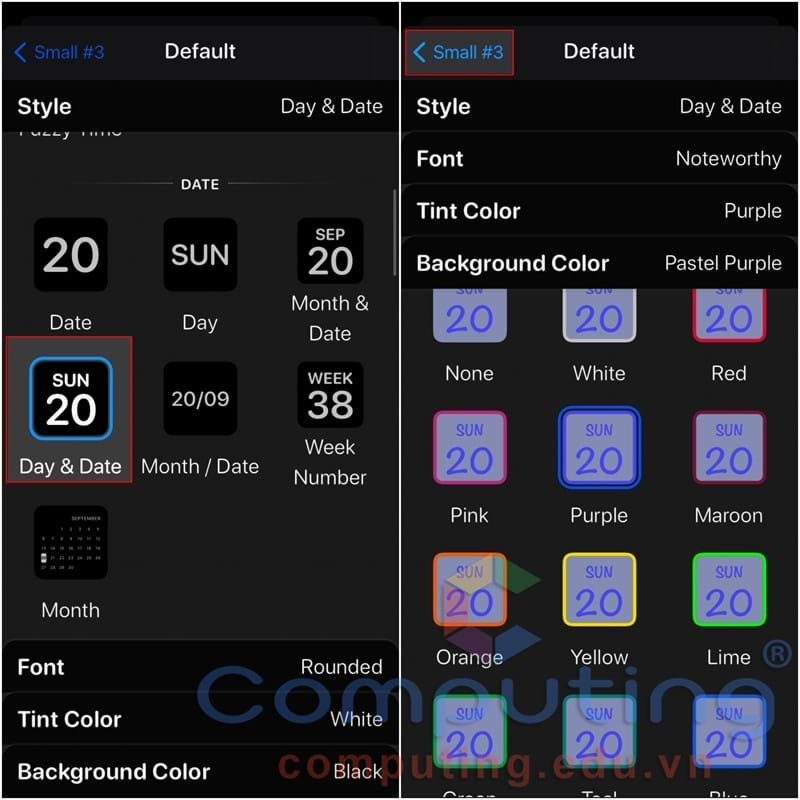 Small #3
Default
Style
Day & Date
Fuzzy Time
DATE
20
SUN
SEP
20
Date
Day
Month &
Date
SUN
20
20/09
WEEK
38
Day & Date
Month / Date
Week
Number
SEPTEMBER
Month
Font
Rounded
Tint Color
White
Background Color
Black
Small #3
Default
Style
Day & Date
Font
Noteworthy
Tint Color
Purple
Background Color
Pastel Purple
SUN
20
SUN
20
SUN
20
None
White
Red
SUN
20
SUN
20
SUN
20
Pink
Purple
Maroon
SUN
20
SUN
20
SUN
20
Orange
Yellow
Lime
SUN
20
SUN
20
SUN
20
Green
Teal
Blue
Computing®
computing.edu.vn